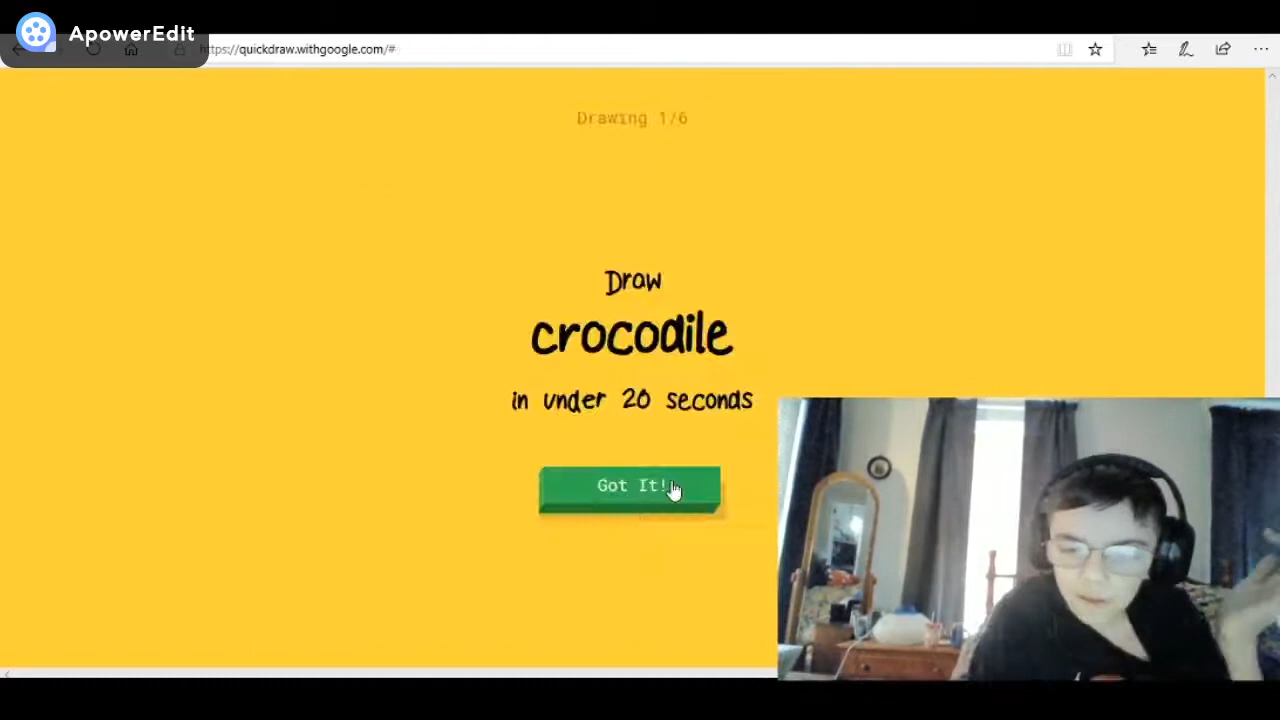 ApowerEdit
https://quickdraw.withgoogle.com/#
Drawing 1/6
Draw
crocodile
in under 20 seconds
Got It!